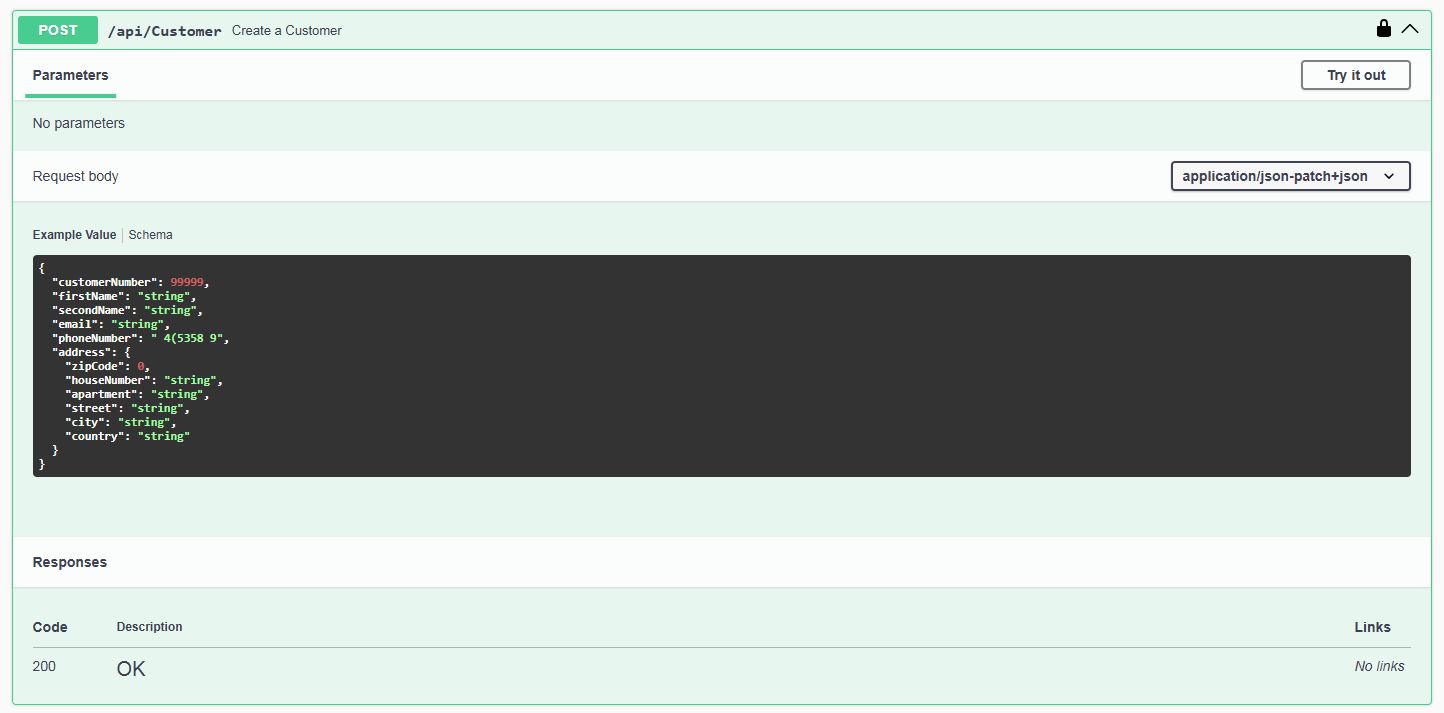 POST /api/Customer Create a Customer
Parameters Try it out
No parameters
Request body application/json-patch+json
Example Value Schema
{
  "customerNumber": 99999,
  "firstName": "string",
  "secondName": "string",
  "email": "string",
  "phoneNumber": " 4(5358 9",
  "address": {
    "zipCode": 0,
    "houseNumber": "string",
    "apartment": "string",
    "street": "string",
    "city": "string",
    "country": "string"
  }
}
Responses
Code Description Links
200 OK No links